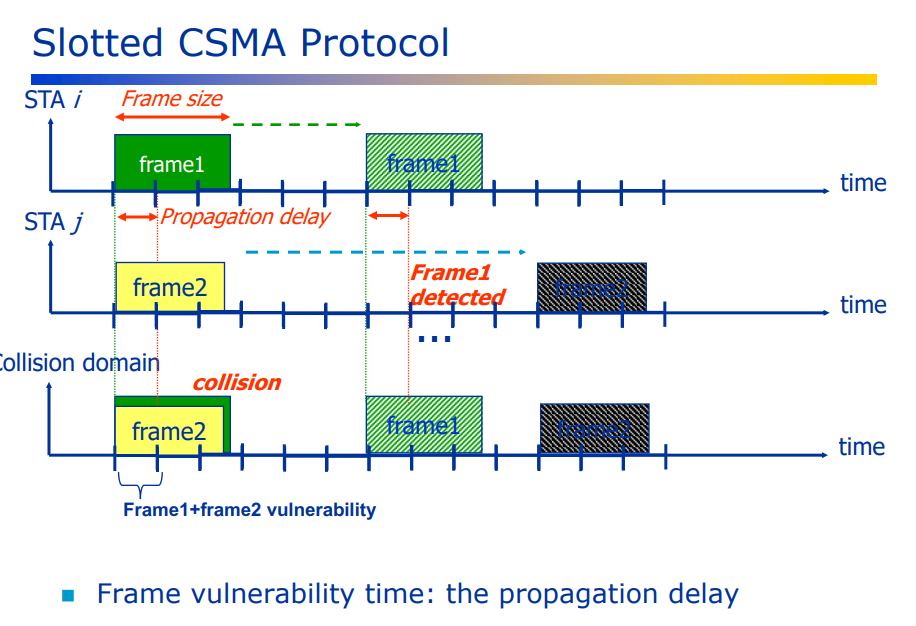 Slotted CSMA Protocol
STA i
Frame size
frame1
frame1
time
STA j
Propagation delay
frame2
Frame1
detected
frame2
time
...
Collision domain
collision
frame2
frame1
frame2
time
Frame1+frame2 vulnerability
Frame vulnerability time: the propagation delay